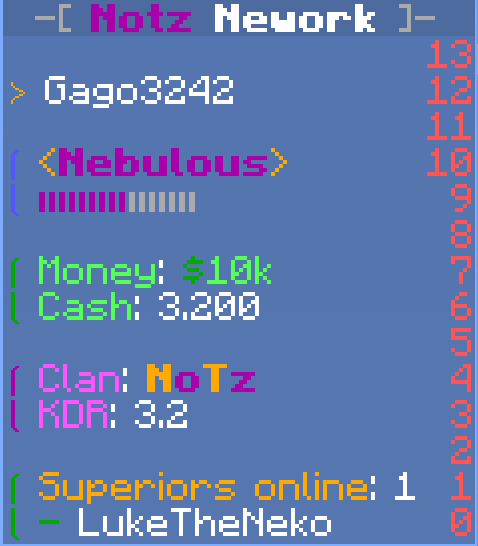 -[ Notz Nework ]-
13
> Gago3242 12
11
<Nebulous> 10
9
8
Money: $10k 7
Cash: 3.200 6
5
Clan: NoTz 4
KDR: 3.2 3
2
Superiors online: 1 1
- LukeTheNeko 0